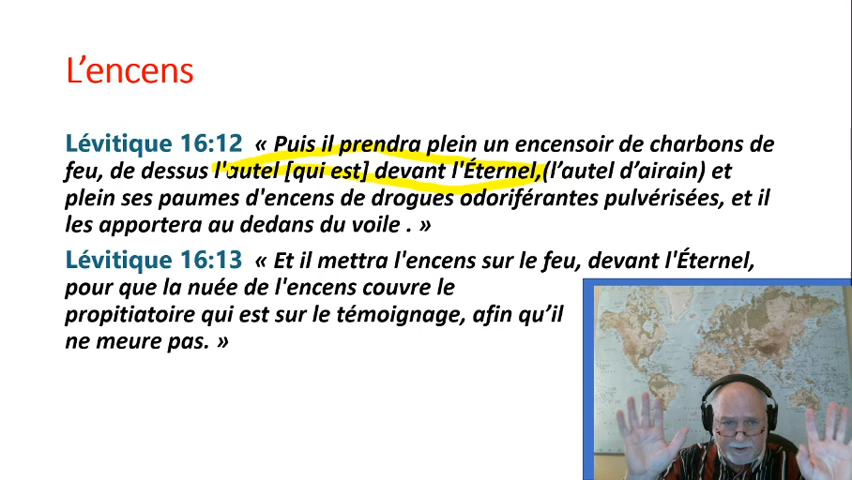 L'encens
Lévitique 16:12 « Puis il prendra plein un encensoir de charbons de
feu, de dessus l'autel [qui est] devant l'Éternel,(l’autel d’airain) et
plein ses paumes d'encens de drogues odoriférantes pulvérisées, et il
les apportera au dedans du voile . »
Lévitique 16:13 « Et il mettra l'encens sur le feu, devant l'Éternel,
pour que la nuée de l'encens couvre le
propitiatoire qui est sur le témoignage, afin qu’il
ne meure pas. »